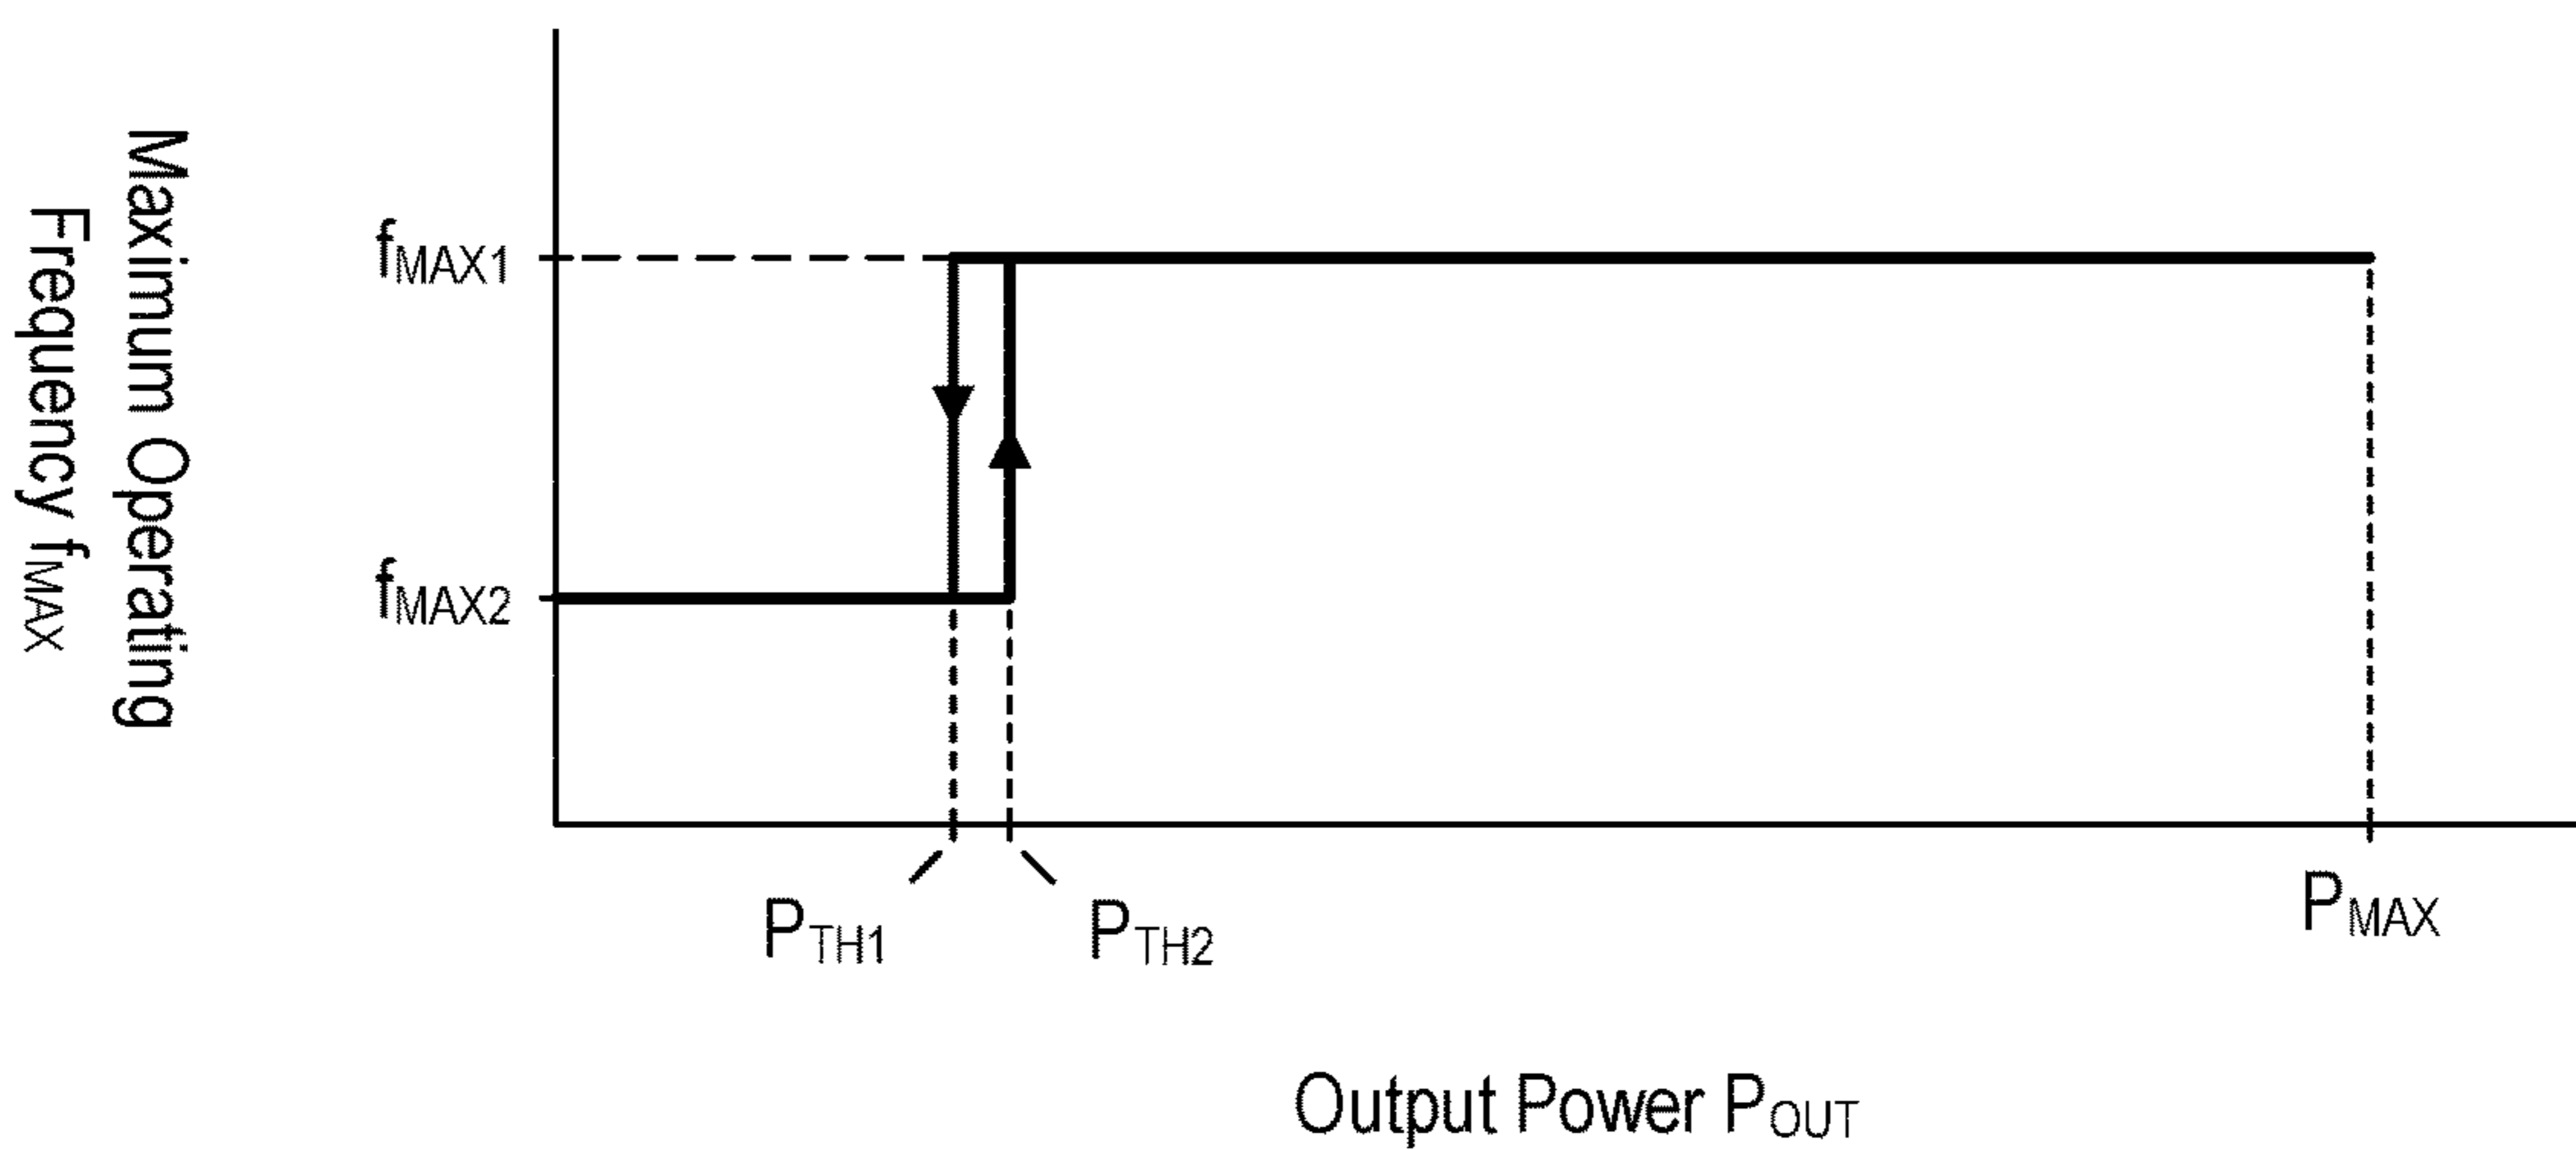 Maximum Operating
Frequency fMAX
fMAX1
fMAX2
PTH1
PTH2
PMAX
Output Power POUT